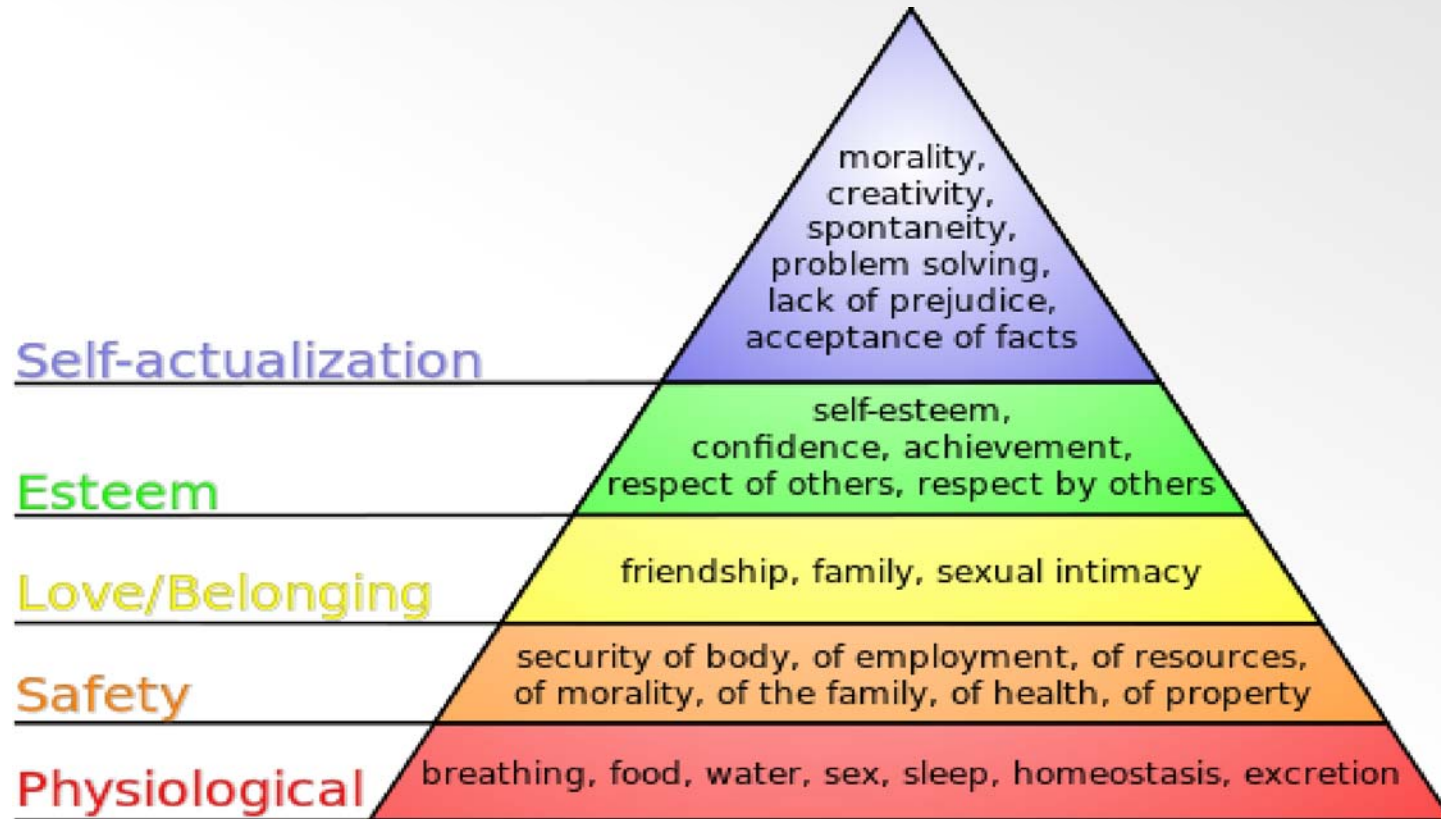 morality,
creativity,
spontaneity,
problem solving,
lack of prejudice,
acceptance of facts
Self-actualization
self-esteem,
confidence, achievement,
respect of others, respect by others
Esteem
friendship, family, sexual intimacy
Love/Belonging
security of body, of employment, of resources,
of morality, of the family, of health, of property
Safety
breathing, food, water, sex, sleep, homeostasis, excretion
Physiological